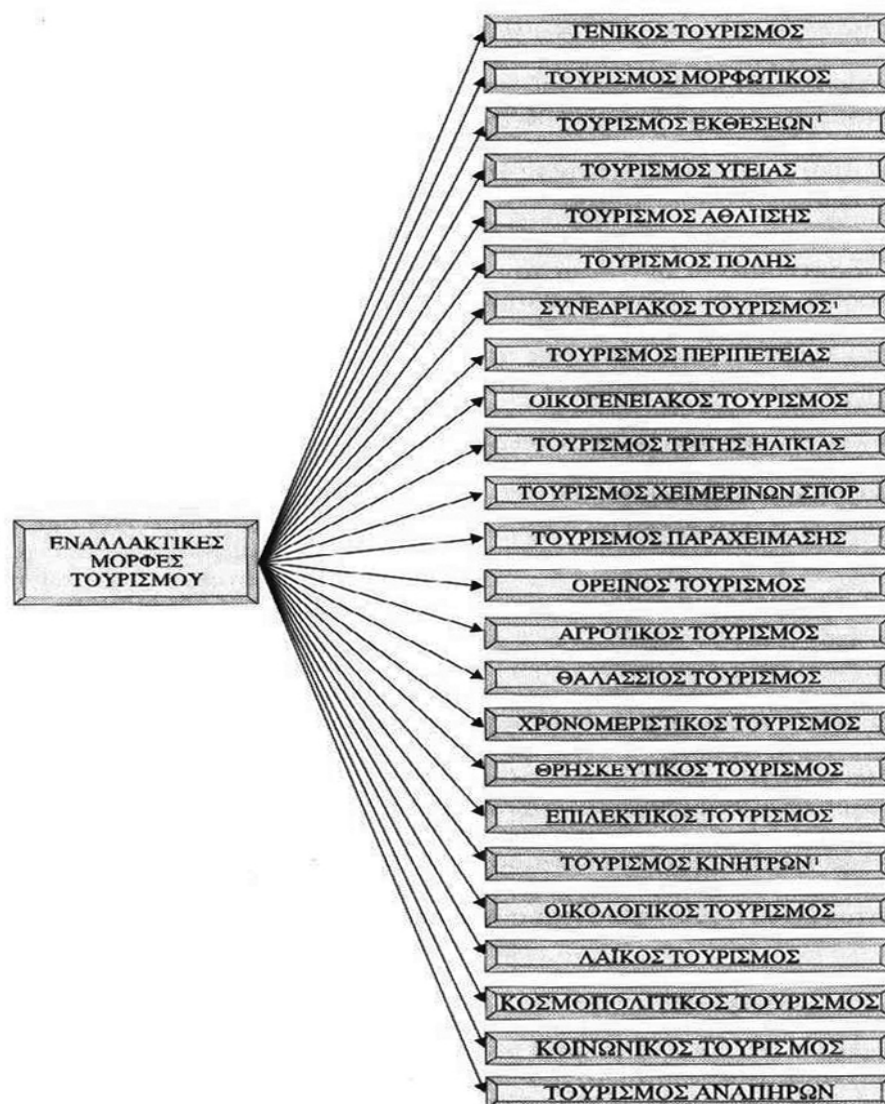 ΓΕΝΙΚΟΣ ΤΟΥΡΙΣΜΟΣ
ΤΟΥΡΙΣΜΟΣ ΜΟΡΦΩΤΙΚΟΣ
ΤΟΥΡΙΣΜΟΣ ΕΚΘΕΣΕΩΝ¹
ΤΟΥΡΙΣΜΟΣ ΥΓΕΙΑΣ
ΤΟΥΡΙΣΜΟΣ ΑΘΛΗΣΗΣ
ΤΟΥΡΙΣΜΟΣ ΠΟΛΗΣ
ΣΥΝΕΔΡΙΑΚΟΣ ΤΟΥΡΙΣΜΟΣ¹
ΤΟΥΡΙΣΜΟΣ ΠΕΡΙΠΕΤΕΙΑΣ
ΟΙΚΟΓΕΝΕΙΑΚΟΣ ΤΟΥΡΙΣΜΟΣ
ΤΟΥΡΙΣΜΟΣ ΤΡΙΤΗΣ ΗΛΙΚΙΑΣ
ΤΟΥΡΙΣΜΟΣ ΧΕΙΜΕΡΙΝΩΝ ΣΠΟΡ
ΕΝΑΛΛΑΚΤΙΚΕΣ
ΜΟΡΦΕΣ
ΤΟΥΡΙΣΜΟΥ
ΤΟΥΡΙΣΜΟΣ ΠΑΡΑΧΕΙΜΑΣΗΣ
ΟΡΕΙΝΟΣ ΤΟΥΡΙΣΜΟΣ
ΑΓΡΟΤΙΚΟΣ ΤΟΥΡΙΣΜΟΣ
ΘΑΛΑΣΣΙΟΣ ΤΟΥΡΙΣΜΟΣ
ΧΡΟΝΟΜΕΡΙΣΤΙΚΟΣ ΤΟΥΡΙΣΜΟΣ
ΘΡΗΣΚΕΥΤΙΚΟΣ ΤΟΥΡΙΣΜΟΣ
ΕΠΙΛΕΚΤΙΚΟΣ ΤΟΥΡΙΣΜΟΣ
ΤΟΥΡΙΣΜΟΣ ΚΙΝΗΤΡΩΝ¹
ΟΙΚΟΛΟΓΙΚΟΣ ΤΟΥΡΙΣΜΟΣ
ΛΑΪΚΟΣ ΤΟΥΡΙΣΜΟΣ
ΚΟΣΜΟΠΟΛΙΤΙΚΟΣ ΤΟΥΡΙΣΜΟΣ
ΚΟΙΝΩΝΙΚΟΣ ΤΟΥΡΙΣΜΟΣ
ΤΟΥΡΙΣΜΟΣ ΑΝΑΠΗΡΩΝ